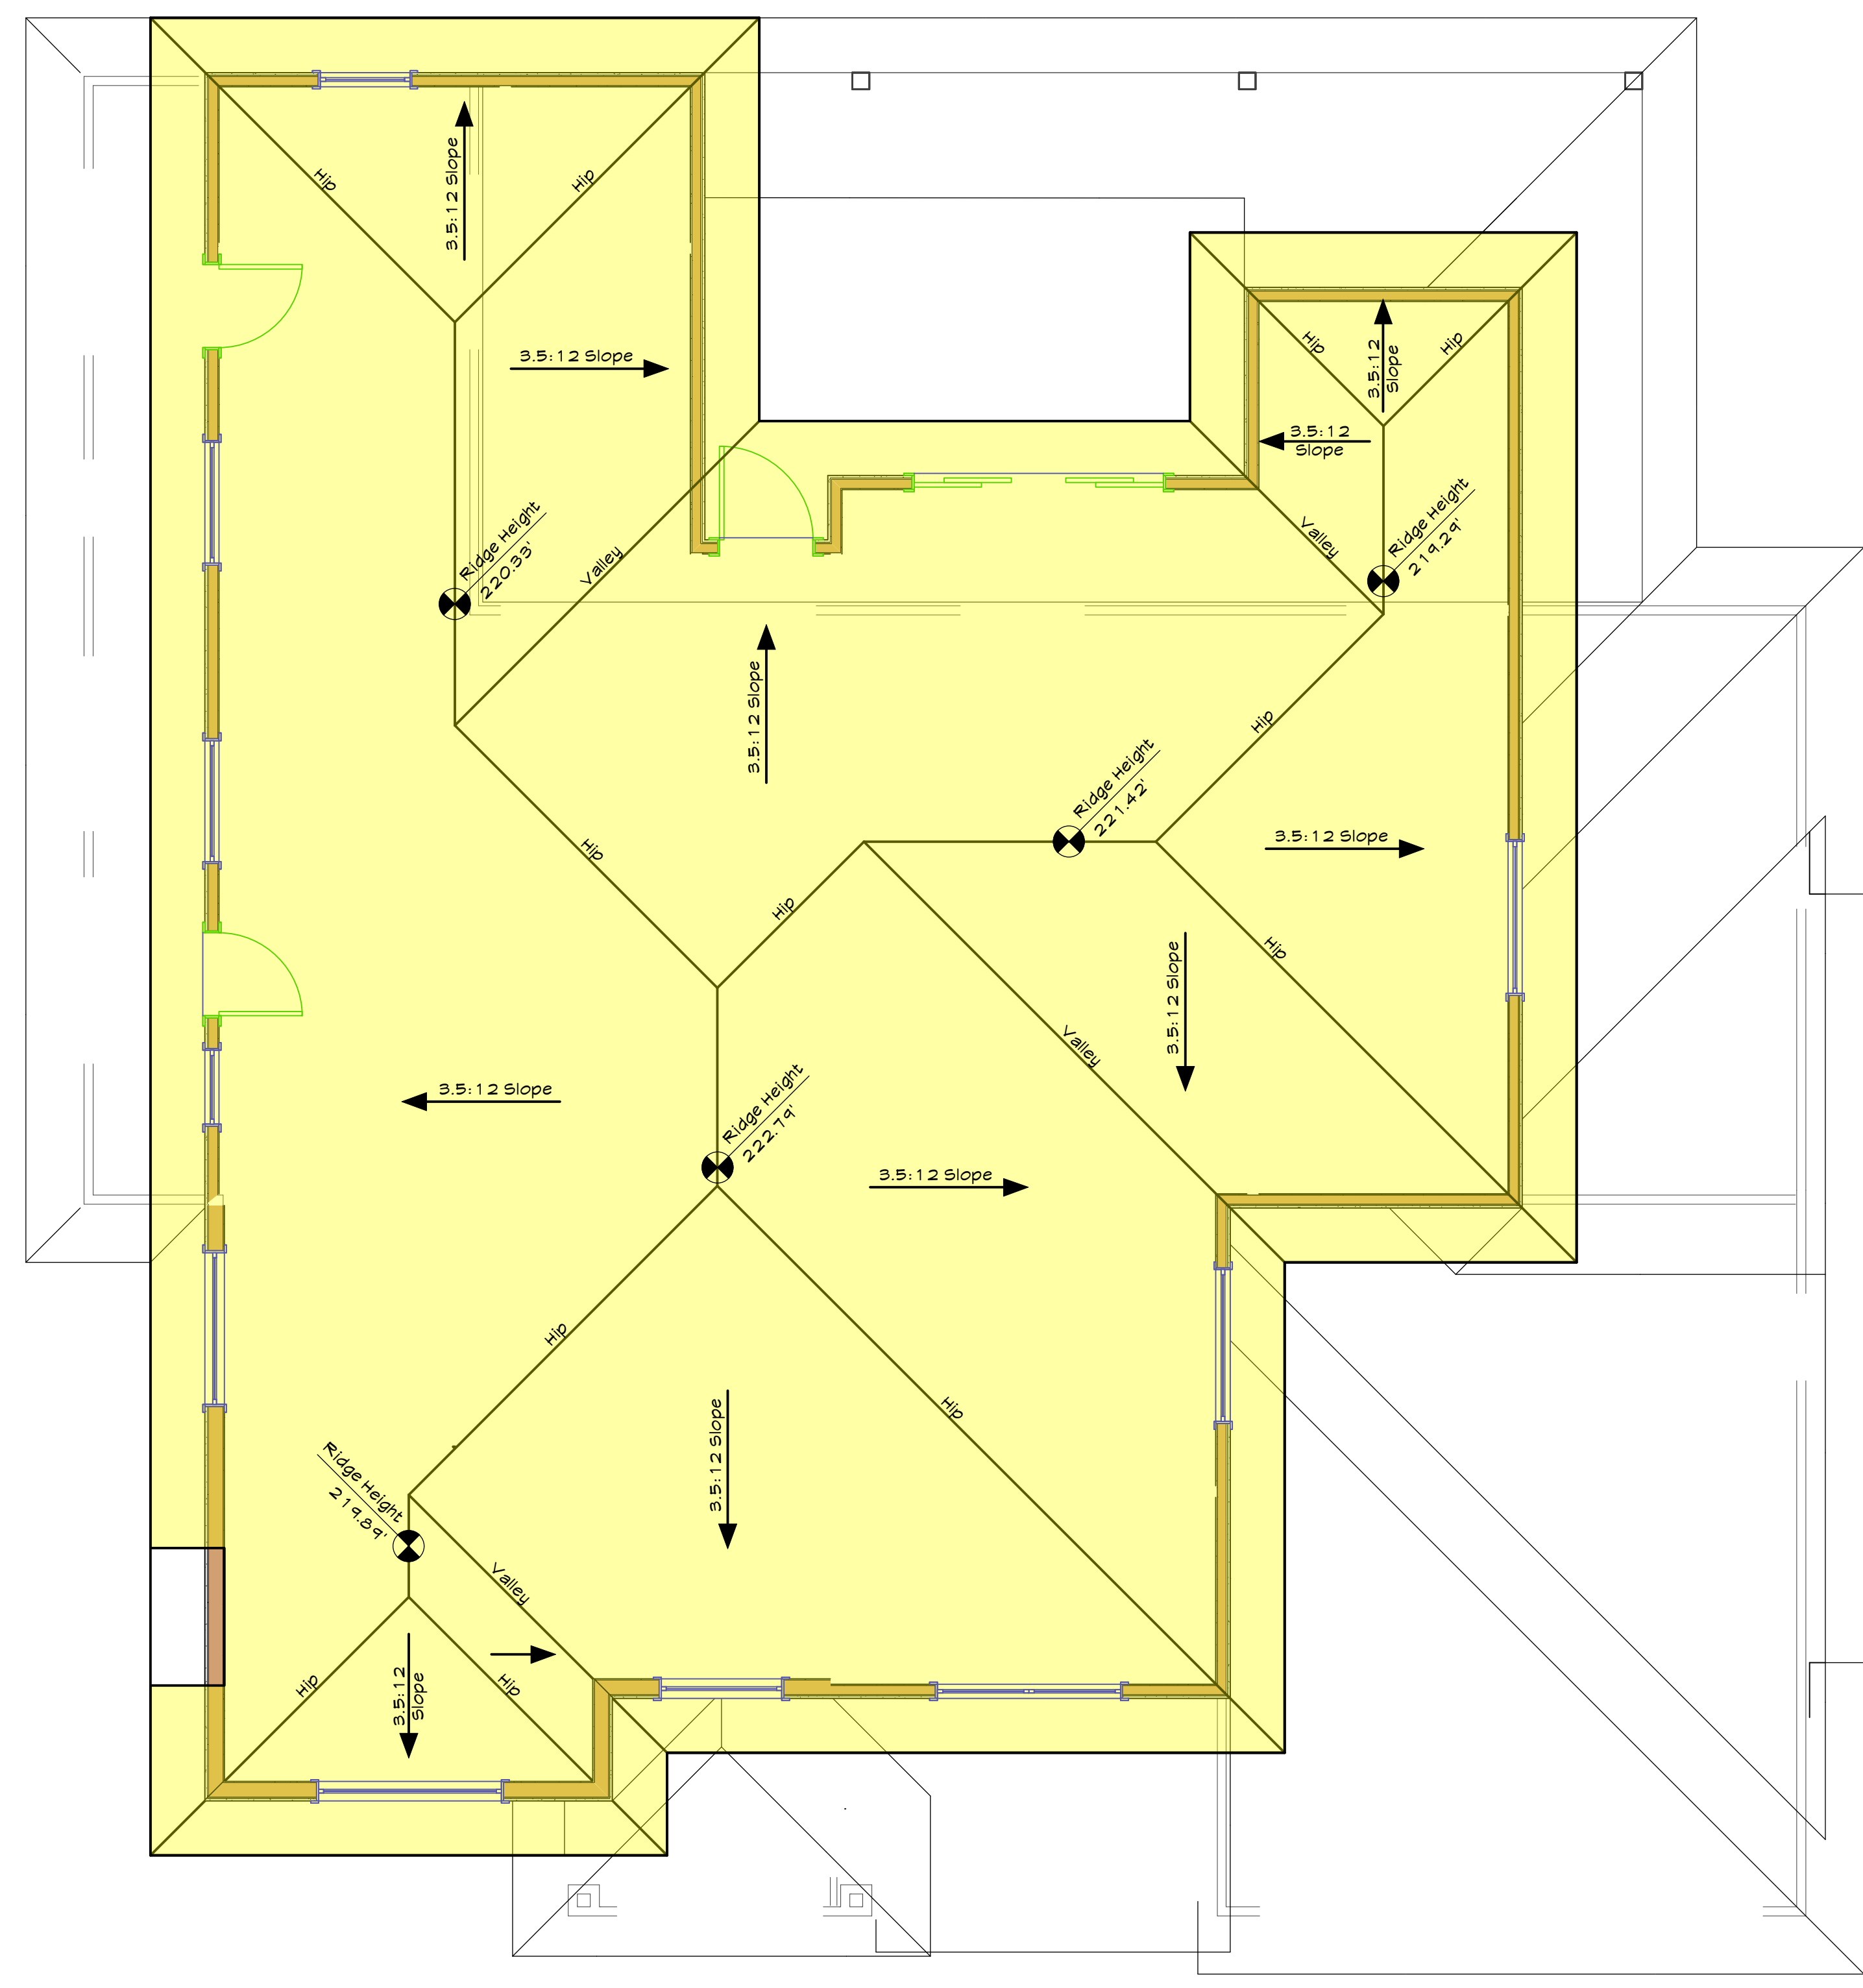 Hip
3.5:12 Slope
Hip
3.5:12 Slope
Hip
3.5:12
Slope
Hip
3.5:12
Slope
Ridge Height
220.33'
Valley
Valley
Ridge Height
219.29'
3.5:12 Slope
Hip
Ridge Height
221.42'
Hip
Hip
3.5:12 Slope
Hip
3.5:12 Slope
Valley
3.5:12 Slope
Ridge Height
222.79'
3.5:12 Slope
Hip
Hip
3.5:12 Slope
Ridge Height
219.89'
Valley
Hip
3.5:12
Slope
Hip